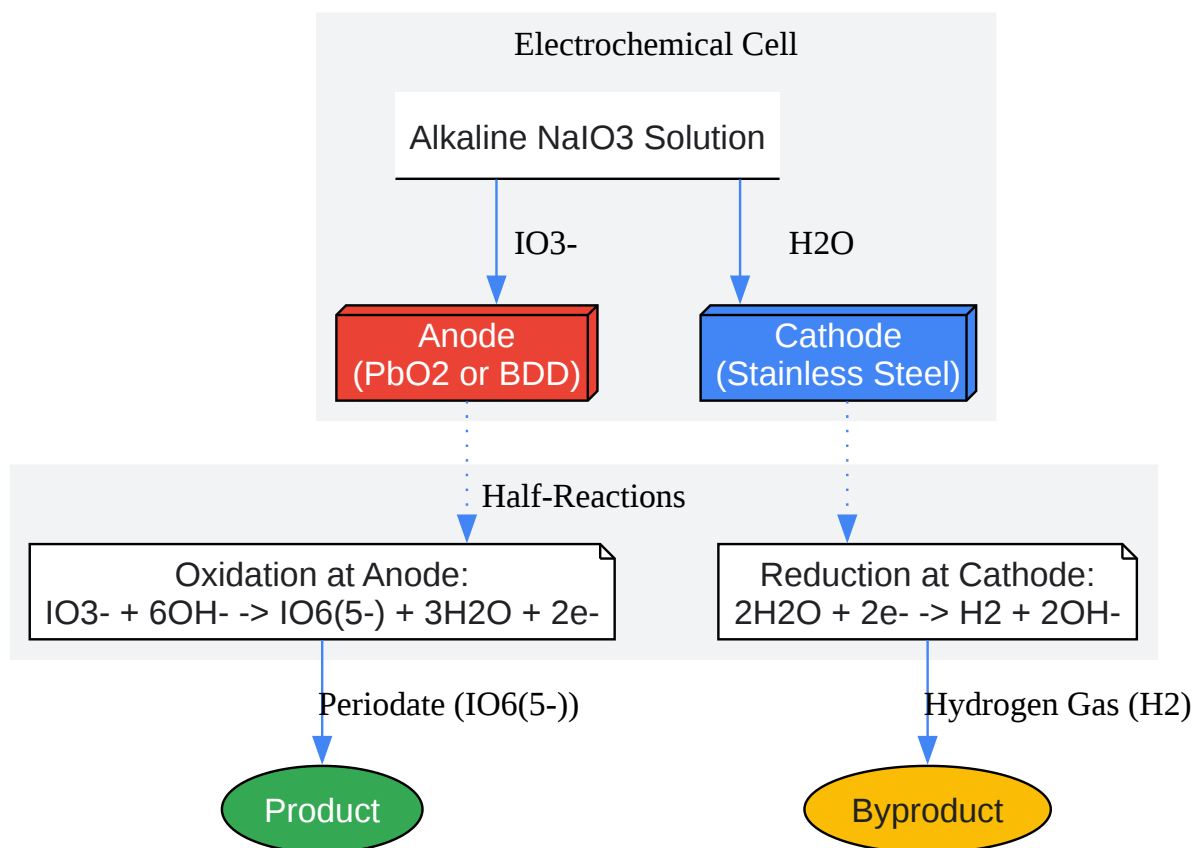 Electrochemical Cell
Alkaline NaIO3 Solution
IO3-
H2O
Anode
(PbO2 or BDD)
Cathode
(Stainless Steel)
Half-Reactions
Oxidation at Anode:
IO3- + 6OH- -> IO6(5-) + 3H2O + 2e-
Reduction at Cathode:
2H2O + 2e- -> H2 + 2OH-
Periodate (IO6(5-))
Hydrogen Gas (H2)
Product
Byproduct